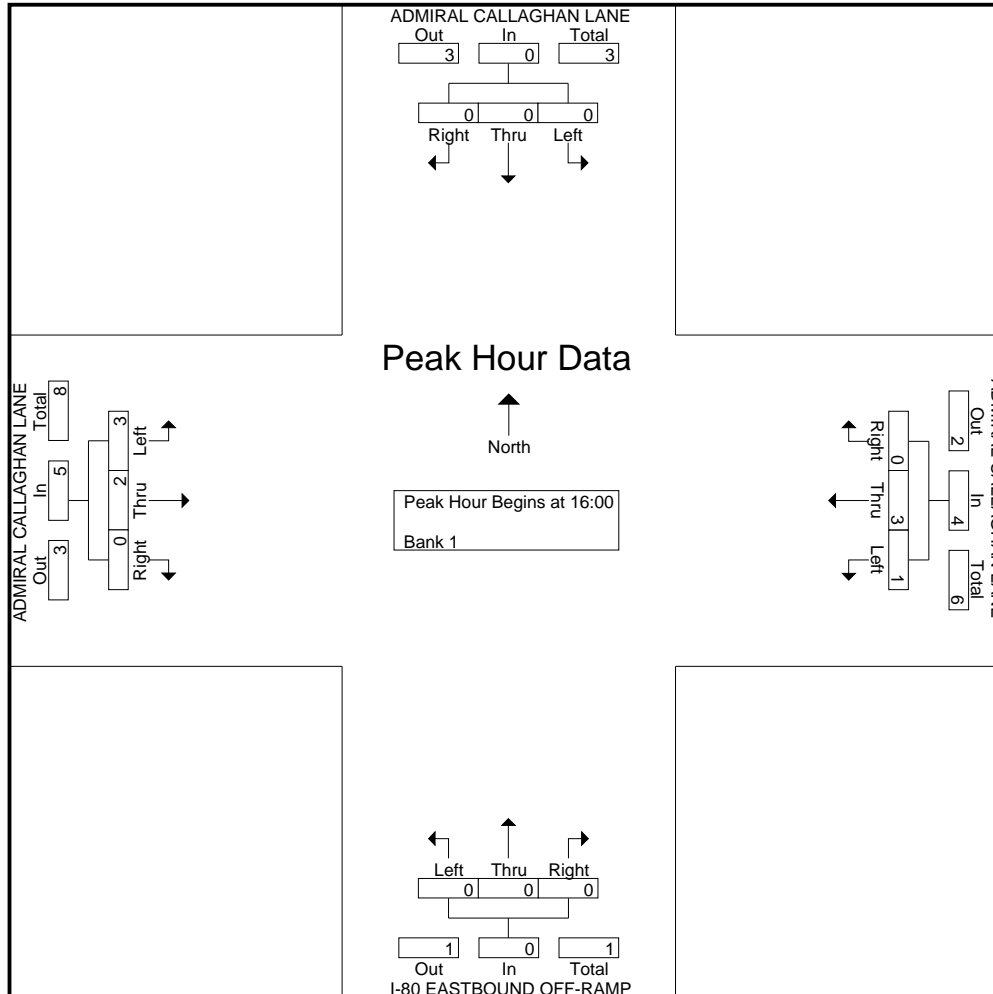 ADMIRAL CALLAGHAN LANE
Out In Total
3 0 3
0 0 0
Right Thru Left
Peak Hour Data
North
Peak Hour Begins at 16:00
Bank 1
ADMIRAL CALLAGHAN LANE
Out In Total
3 5 8
Left Thru Right
3 2 0
Right Thru Left
0 3 1
Out In Total
2 4 6
Left Thru Right
0 0 0
1 0 1
Out In Total
I-80 EASTBOUND OFF-RAMP